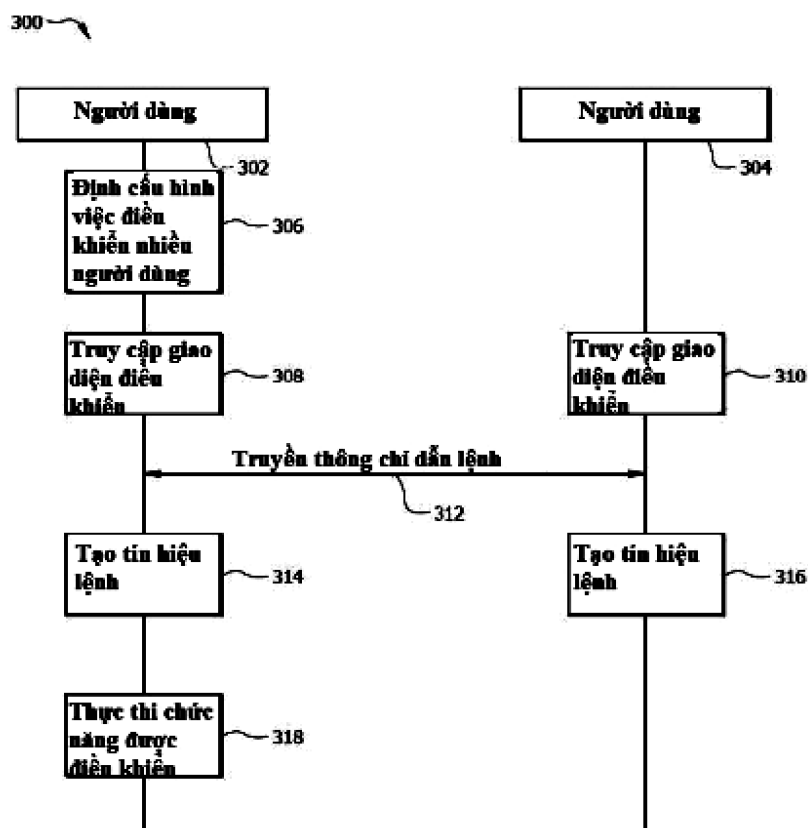 300
Người dùng
Người dùng
302
304
Định cấu hình
việc điều
khiển nhiều
người dùng
306
Truy cập giao
diện điều
khiển
308
Truy cập giao
diện điều
khiển
310
Truyền thông chỉ dẫn lệnh
312
Tạo tín hiệu
lệnh
314
Tạo tín hiệu
lệnh
316
Thực thi chức
năng được
điều khiển
318